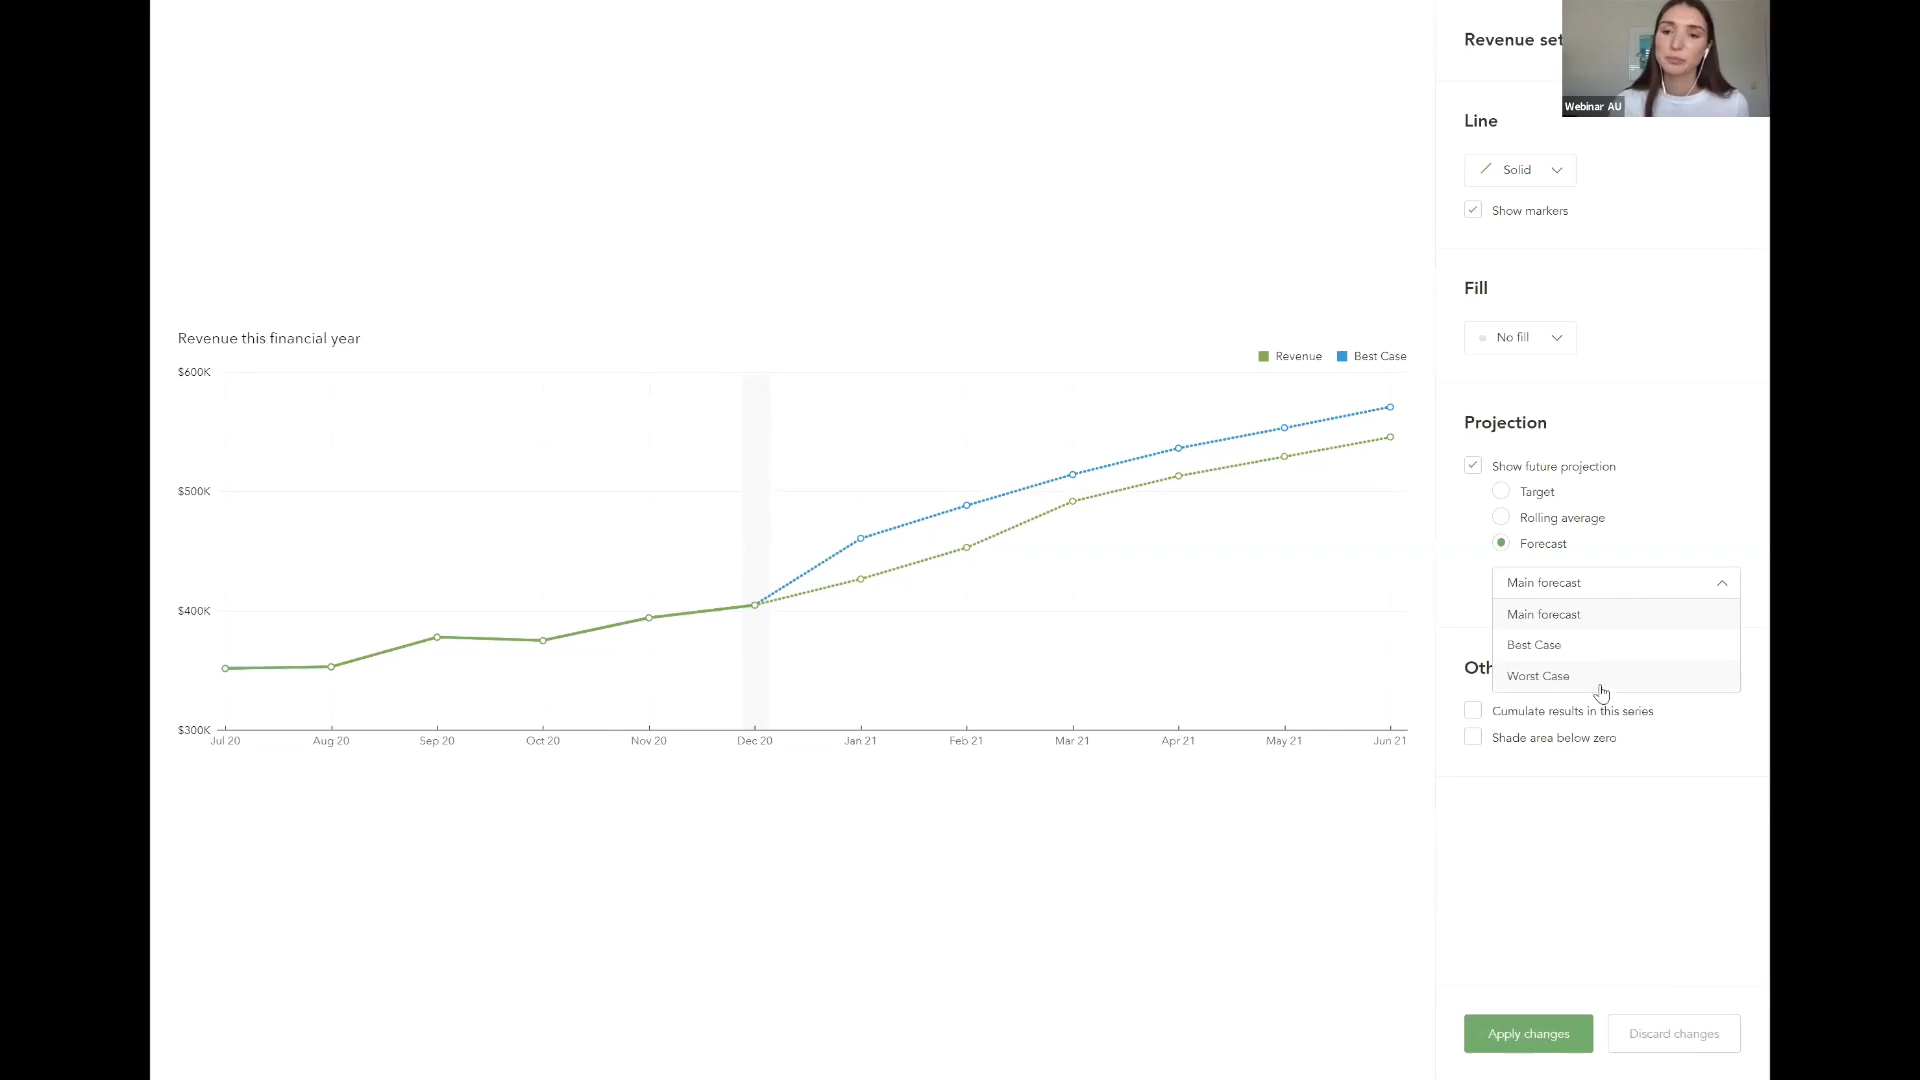 Revenue set
Webinar AU
Line
Solid
Show markers
Fill
No fill
Revenue this financial year
Revenue
Best Case
$600K
$500K
$400K
$300K
Jul 20
Aug 20
Sep 20
Oct 20
Nov 20
Dec 20
Jan 21
Feb 21
Mar 21
Apr 21
May 21
Jun 21
Projection
Show future projection
Target
Rolling average
Forecast
Main forecast
Main forecast
Best Case
Worst Case
Oth
Cumulate results in this series
Shade area below zero
Apply changes
Discard changes